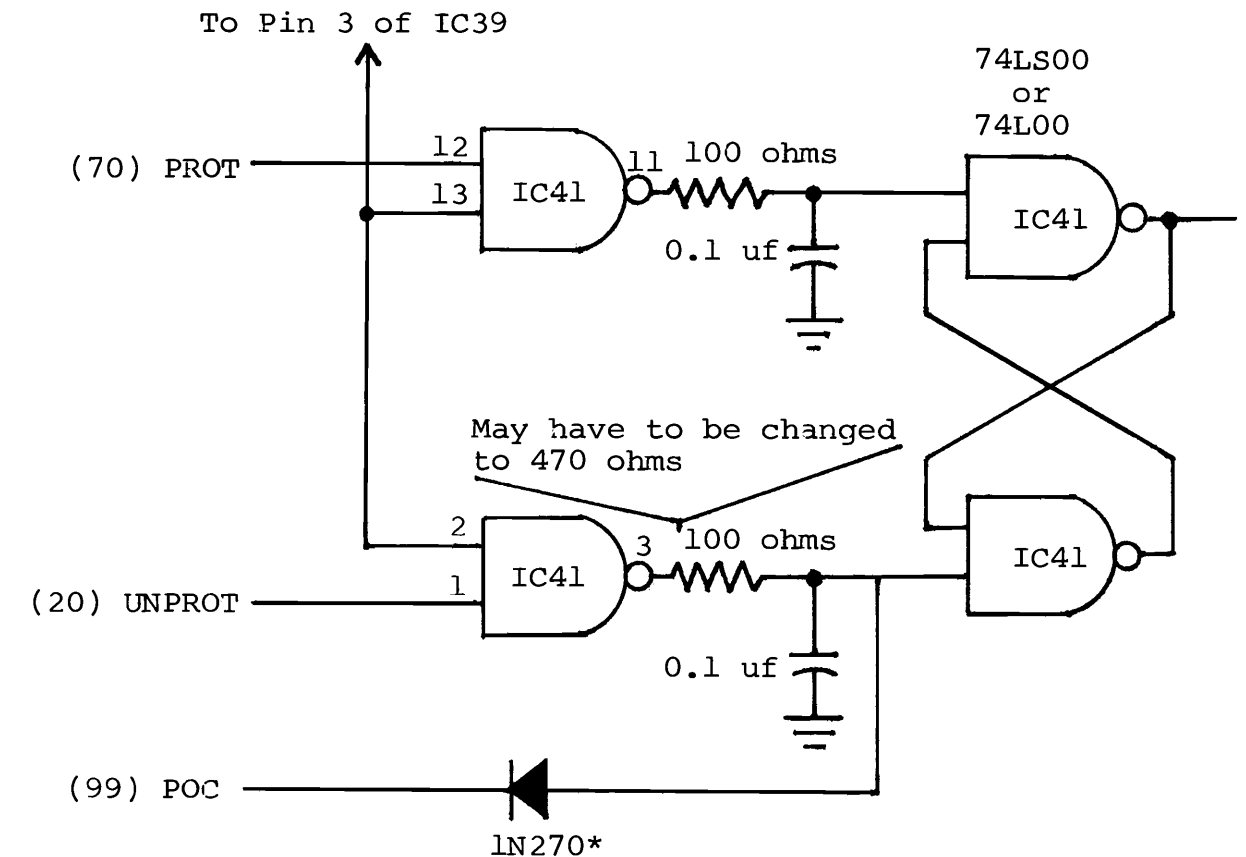 To Pin 3 of IC39
74LS00
or
74L00
(70) PROT
12
13
IC41
11
100 ohms
0.1 uf
IC41
May have to be changed
to 470 ohms
2
1
IC41
3
100 ohms
IC41
(20) UNPROT
0.1 uf
(99) POC
1N270*